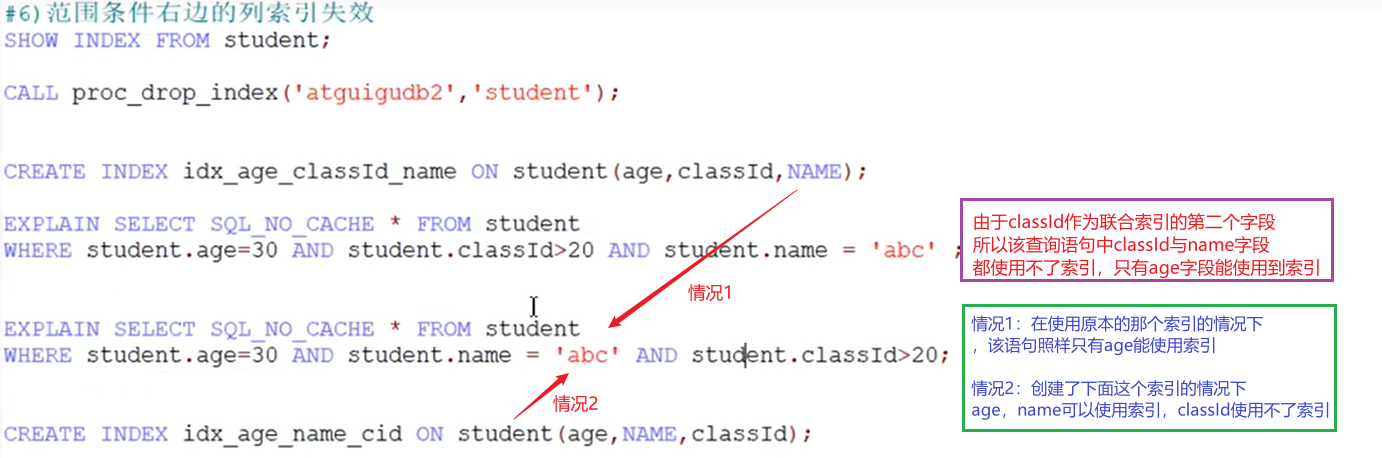 #6)范围条件右边的列索引失效
SHOW INDEX FROM student;
CALL proc_drop_index('atguigudb2','student');
CREATE INDEX idx_age_classId_name ON student(age,classId,NAME);
EXPLAIN SELECT SQL_NO_CACHE * FROM student
WHERE student.age=30 AND student.classId>20 AND student.name = 'abc' ;
由于classId作为联合索引的第二个字段
所以该查询语句中classId与name字段
都使用不了索引，只有age字段能使用到索引
情况1
EXPLAIN SELECT SQL_NO_CACHE * FROM student
WHERE student.age=30 AND student.name = 'abc' AND student.classId>20;
情况1：在使用原本的那个索引的情况下
，该语句照样只有age能使用索引
情况2：创建了下面这个索引的情况下
age，name可以使用索引，classId使用不了索引
情况2
CREATE INDEX idx_age_name_cid ON student(age,NAME,classId);